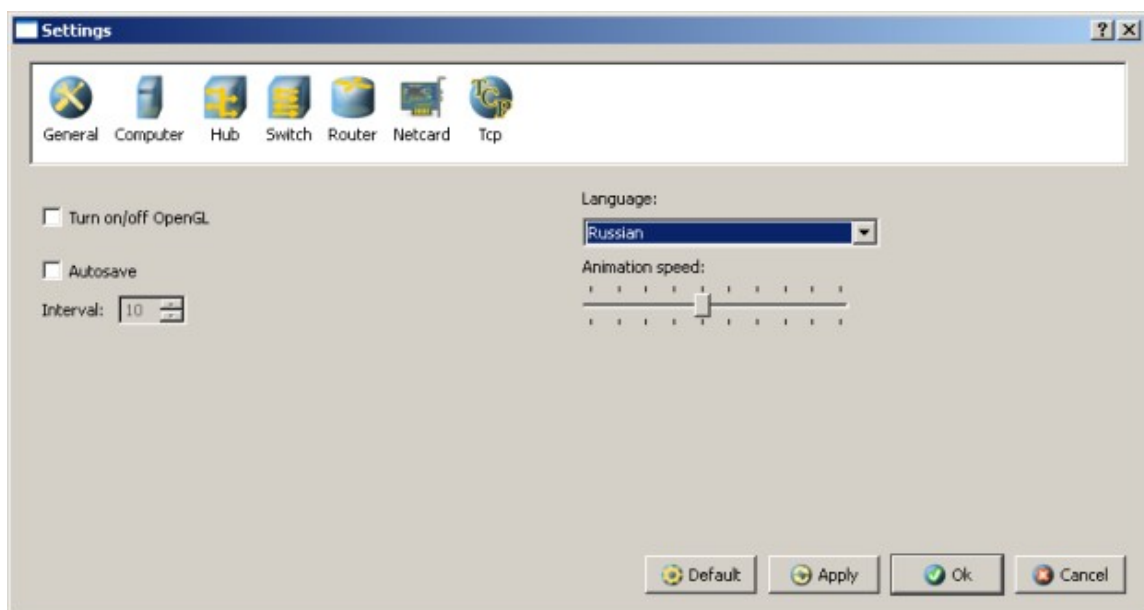 Settings
General Computer Hub Switch Router Netcard Tcp
Turn on/off OpenGL
Autosave
Interval: 10
Language:
Russian
Animation speed:
Default Apply Ok Cancel